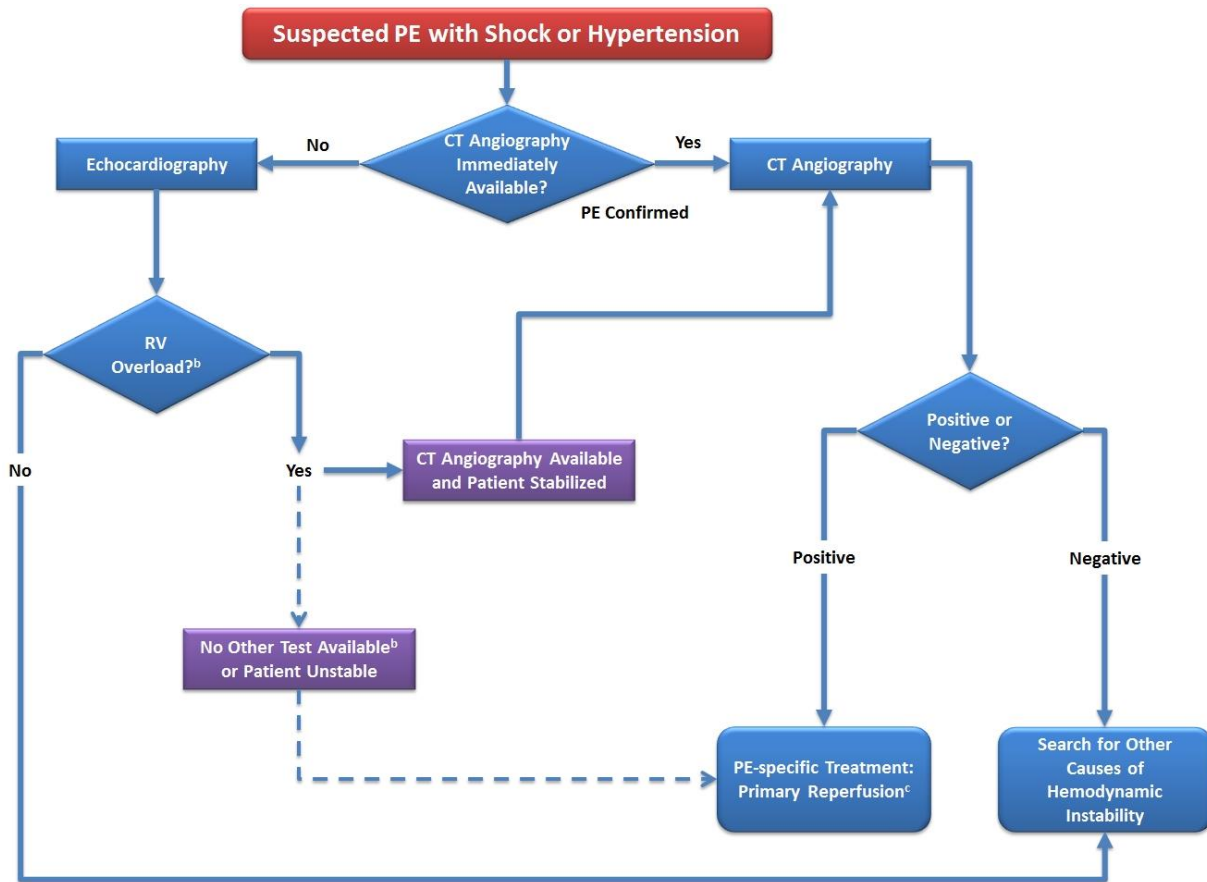 Suspected PE with Shock or Hypertension
CT Angiography
Immediately
Available?
No
Yes
Echocardiography
CT Angiography
PE Confirmed
RV
Overload?ᵇ
Positive or
Negative?
No
Yes
CT Angiography Available
and Patient Stabilized
Positive
Negative
No Other Test Availableᵇ
or Patient Unstable
PE-specific Treatment:
Primary Reperfusionᶜ
Search for Other
Causes of
Hemodynamic
Instability